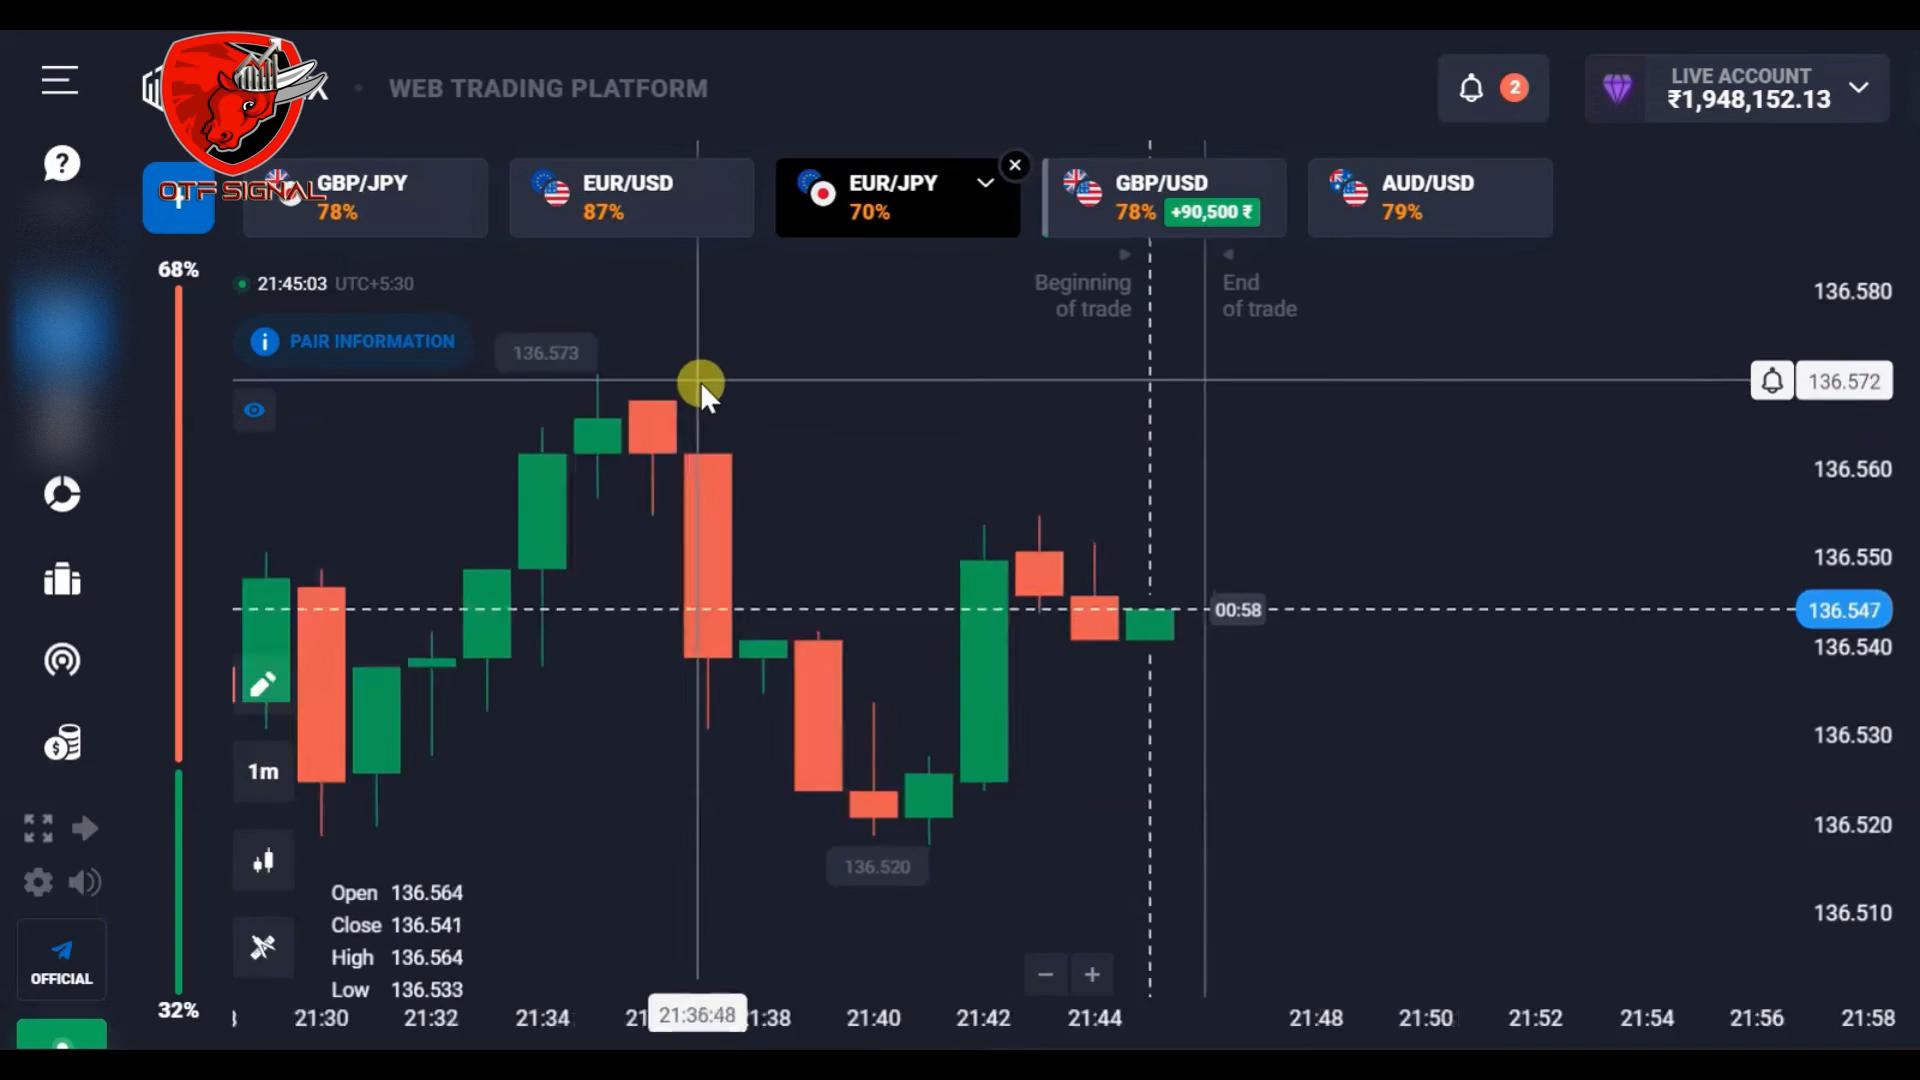 WEB TRADING PLATFORM
2
LIVE ACCOUNT
₹1,948,152.13
OTF SIGNAL
GBP/JPY
78%
EUR/USD
87%
EUR/JPY
70%
GBP/USD
78% +90,500 ₹
AUD/USD
79%
68%
21:45:03 UTC+5:30
Beginning
of trade
End
of trade
PAIR INFORMATION
136.573
136.580
136.572
136.560
136.550
00:58
136.547
136.540
136.530
136.520
136.510
1m
136.520
Open 136.564
Close 136.541
High 136.564
Low 136.533
OFFICIAL
32%
21:30 21:32 21:34 21:36:48 :38 21:40 21:42 21:44 21:48 21:50 21:52 21:54 21:56 21:58